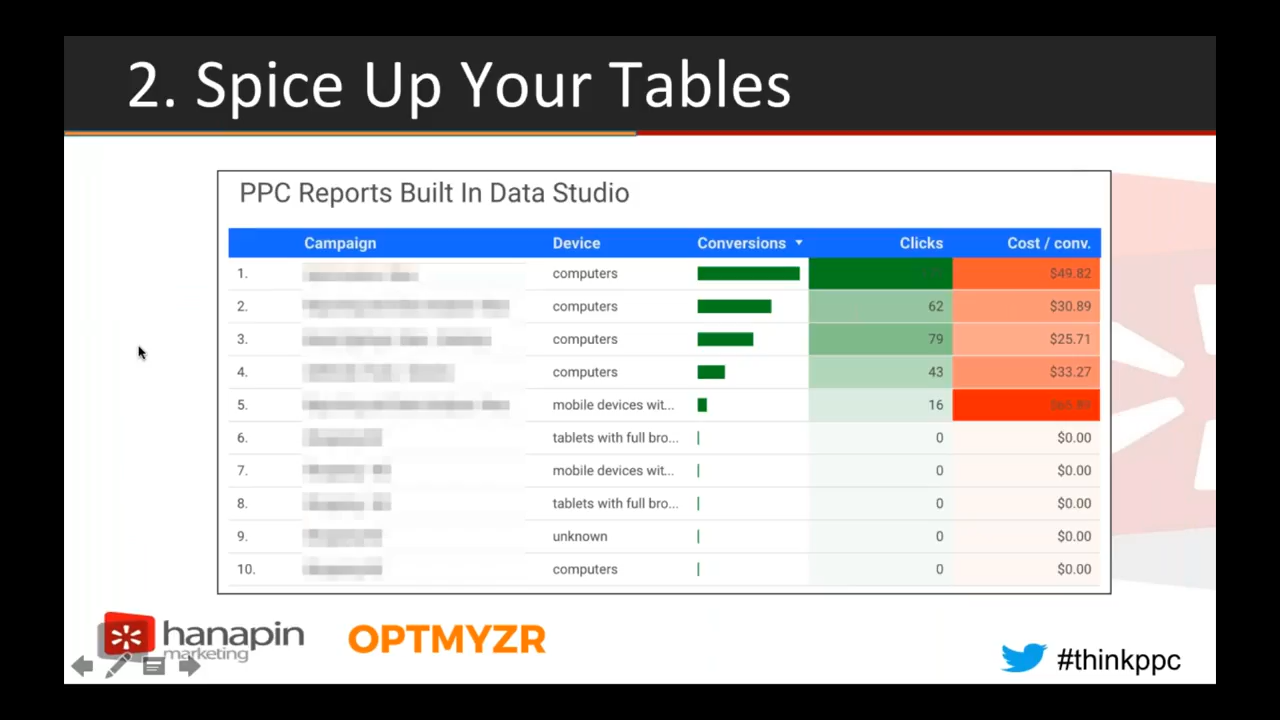 2. Spice Up Your Tables
PPC Reports Built In Data Studio
Campaign Device Conversions Clicks Cost / conv.
1. computers $49.82
2. computers 62 $30.89
3. computers 79 $25.71
4. computers 43 $33.27
5. mobile devices wit... 16
6. tablets with full bro... 0 $0.00
7. mobile devices wit... 0 $0.00
8. tablets with full bro... 0 $0.00
9. unknown 0 $0.00
10. computers 0 $0.00
hanapin
marketing
OPTMYZR
#thinkppc